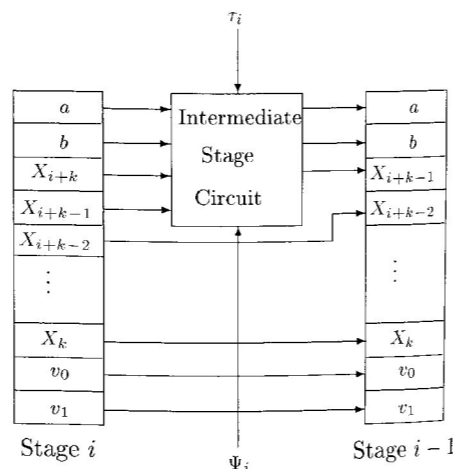 τ_i
a
b
X_{i+k}
X_{i+k−1}
X_{i+k−2}
⋮
X_k
v_0
v_1
Stage i
Intermediate
Stage
Circuit
Ψ_i
a
b
X_{i+k−1}
X_{i+k−2}
⋮
X_k
v_0
v_1
Stage i − 1